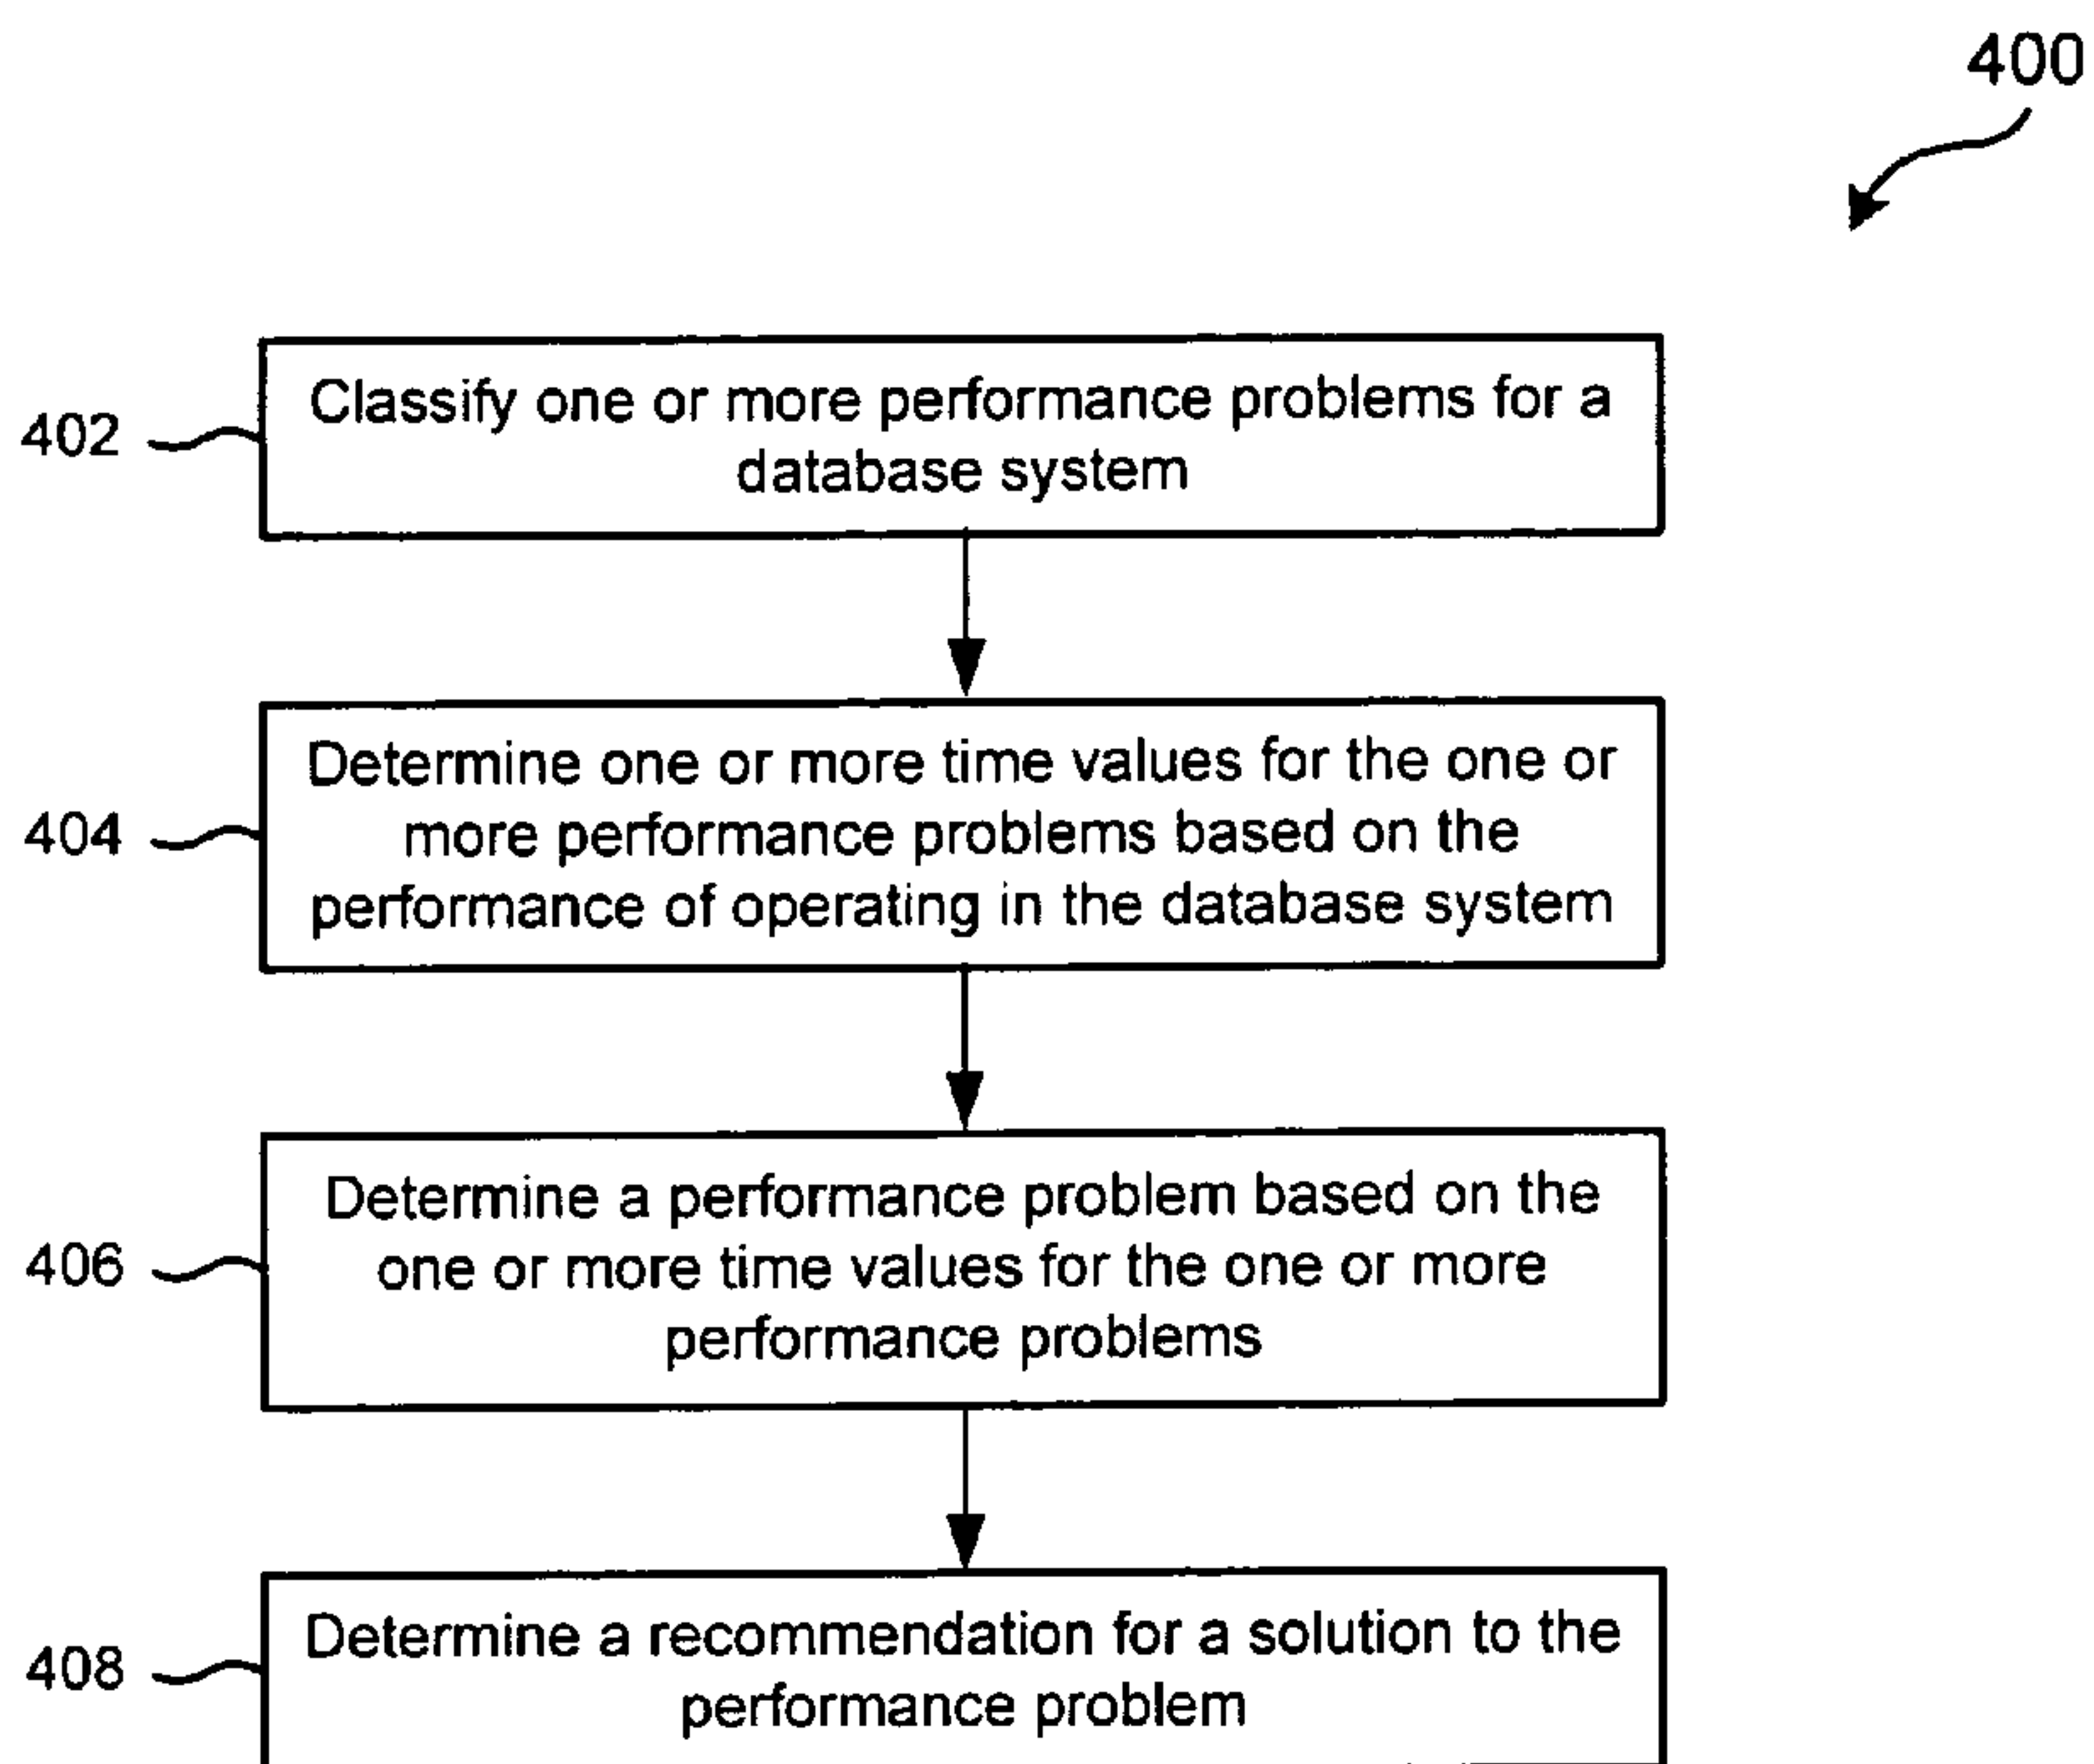 400
402
Classify one or more performance problems for a
database system
404
Determine one or more time values for the one or
more performance problems based on the
performance of operating in the database system
406
Determine a performance problem based on the
one or more time values for the one or more
performance problems
408
Determine a recommendation for a solution to the
performance problem